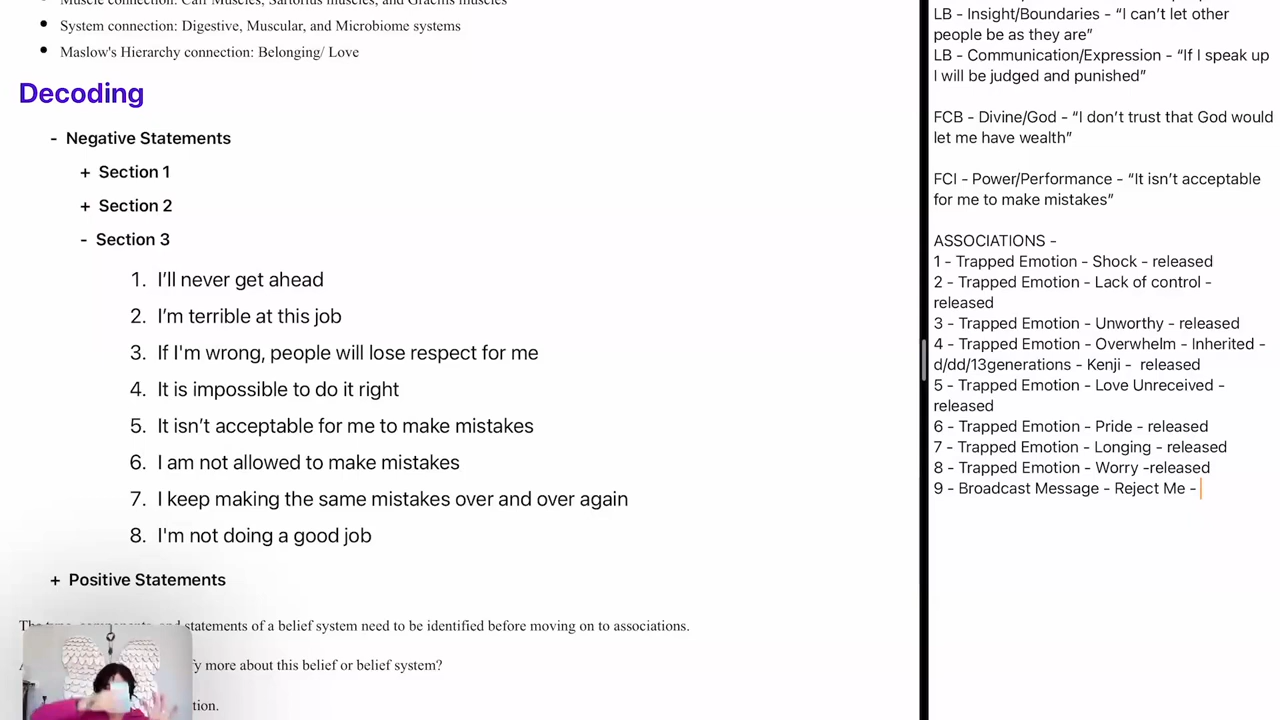 Muscle connection: Calf Muscles, Sartorius muscles, and Gracilis muscles
System connection: Digestive, Muscular, and Microbiome systems
Maslow's Hierarchy connection: Belonging/ Love
Decoding
- Negative Statements
+ Section 1
+ Section 2
- Section 3
1. I’ll never get ahead
2. I’m terrible at this job
3. If I'm wrong, people will lose respect for me
4. It is impossible to do it right
5. It isn’t acceptable for me to make mistakes
6. I am not allowed to make mistakes
7. I keep making the same mistakes over and over again
8. I'm not doing a good job
+ Positive Statements
statements of a belief system need to be identified before moving on to associations.
more about this belief or belief system?
LB - Insight/Boundaries - “I can’t let other
people be as they are”
LB - Communication/Expression - “If I speak up
I will be judged and punished”
FCB - Divine/God - “I don’t trust that God would
let me have wealth”
FCI - Power/Performance - “It isn’t acceptable
for me to make mistakes”
ASSOCIATIONS -
1 - Trapped Emotion - Shock - released
2 - Trapped Emotion - Lack of control -
released
3 - Trapped Emotion - Unworthy - released
4 - Trapped Emotion - Overwhelm - Inherited -
d/dd/13generations - Kenji - released
5 - Trapped Emotion - Love Unreceived -
released
6 - Trapped Emotion - Pride - released
7 - Trapped Emotion - Longing - released
8 - Trapped Emotion - Worry -released
9 - Broadcast Message - Reject Me -